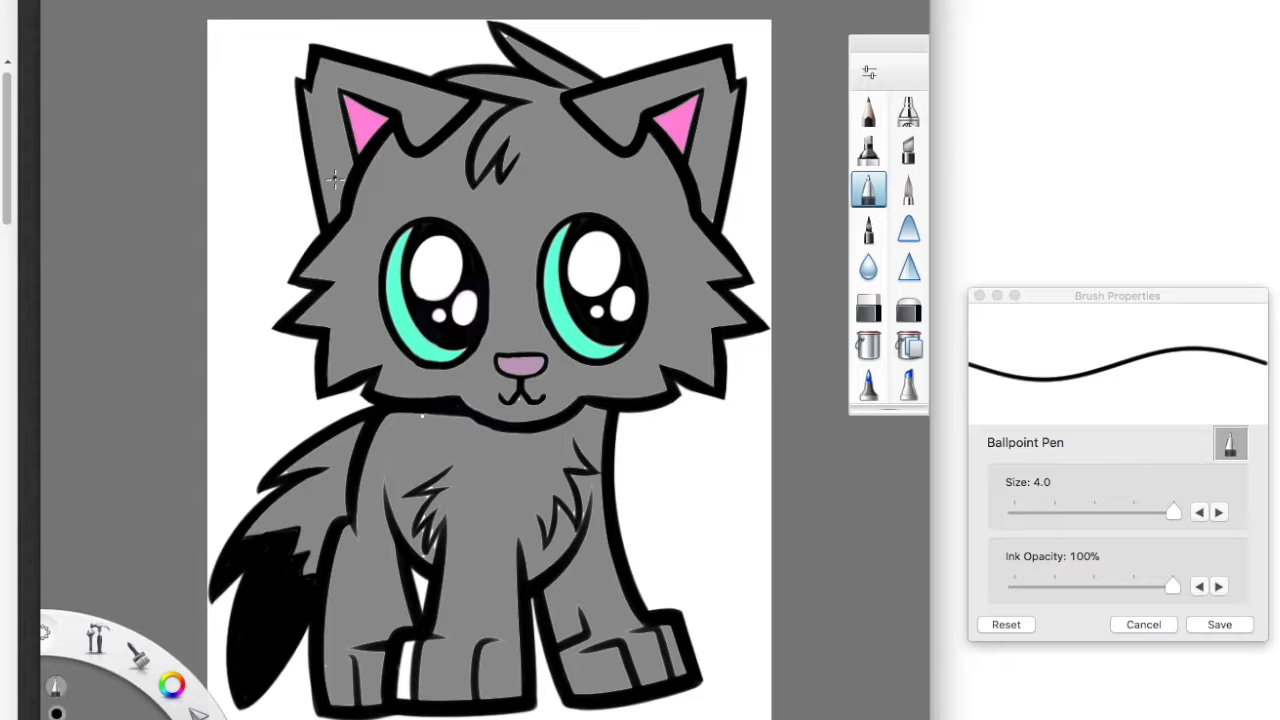 Brush Properties
Ballpoint Pen
Size: 4.0
Ink Opacity: 100%
Reset
Cancel
Save